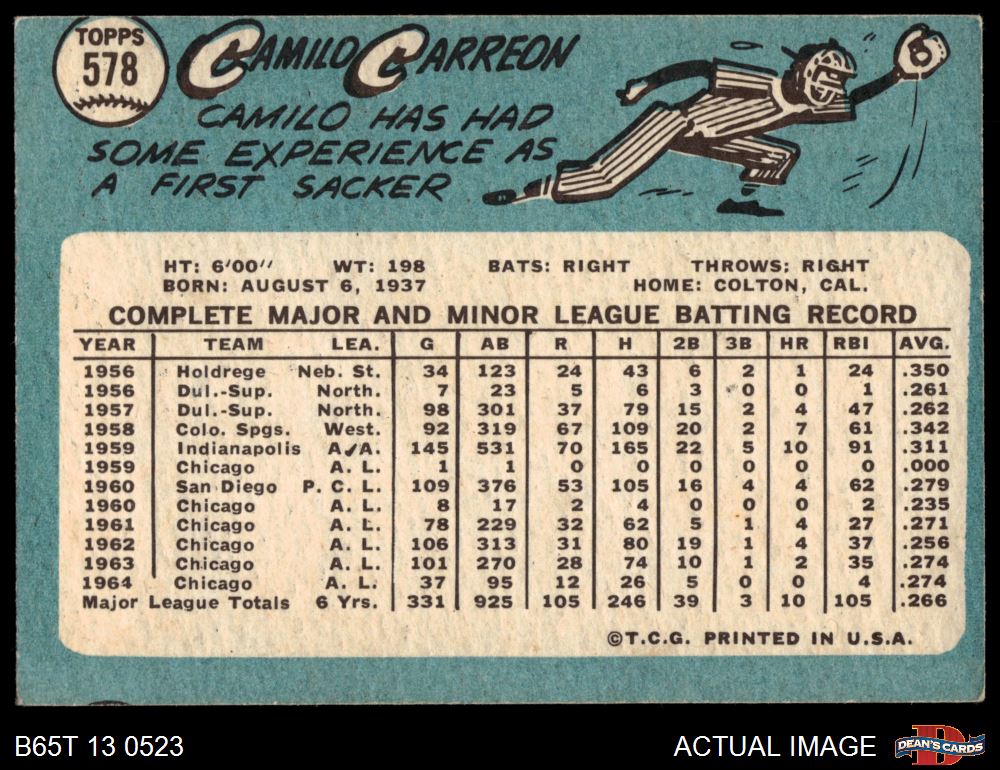 TOPPS
578
CAMILO CARREON
CAMILO HAS HAD
SOME EXPERIENCE AS
A FIRST SACKER
HT: 6'00" WT: 198 BATS: RIGHT THROWS: RIGHT
BORN: AUGUST 6, 1937 HOME: COLTON, CAL.
COMPLETE MAJOR AND MINOR LEAGUE BATTING RECORD
YEAR TEAM LEA. G AB R H 2B 3B HR RBI AVG.
1956 Holdrege Neb. St. 34 123 24 43 6 2 1 24 .350
1956 Dul.-Sup. North. 7 23 5 6 3 0 0 1 .261
1957 Dul.-Sup. North. 98 301 37 79 15 2 4 47 .262
1958 Colo. Spgs. West. 92 319 67 109 20 2 7 61 .342
1959 Indianapolis A.A. 145 531 70 165 22 5 10 91 .311
1959 Chicago A. L. 1 1 0 0 0 0 0 0 .000
1960 San Diego P. C. L. 109 376 53 105 16 4 4 62 .279
1960 Chicago A. L. 8 17 2 4 0 0 0 2 .235
1961 Chicago A. L. 78 229 32 62 5 1 4 27 .271
1962 Chicago A. L. 106 313 31 80 19 1 4 37 .256
1963 Chicago A. L. 101 270 28 74 10 1 2 35 .274
1964 Chicago A. L. 37 95 12 26 5 0 0 4 .274
Major League Totals 6 Yrs. 331 925 105 246 39 3 10 105 .266
©T.C.G. PRINTED IN U.S.A.
B65T 13 0523 ACTUAL IMAGE DEAN'S CARDS